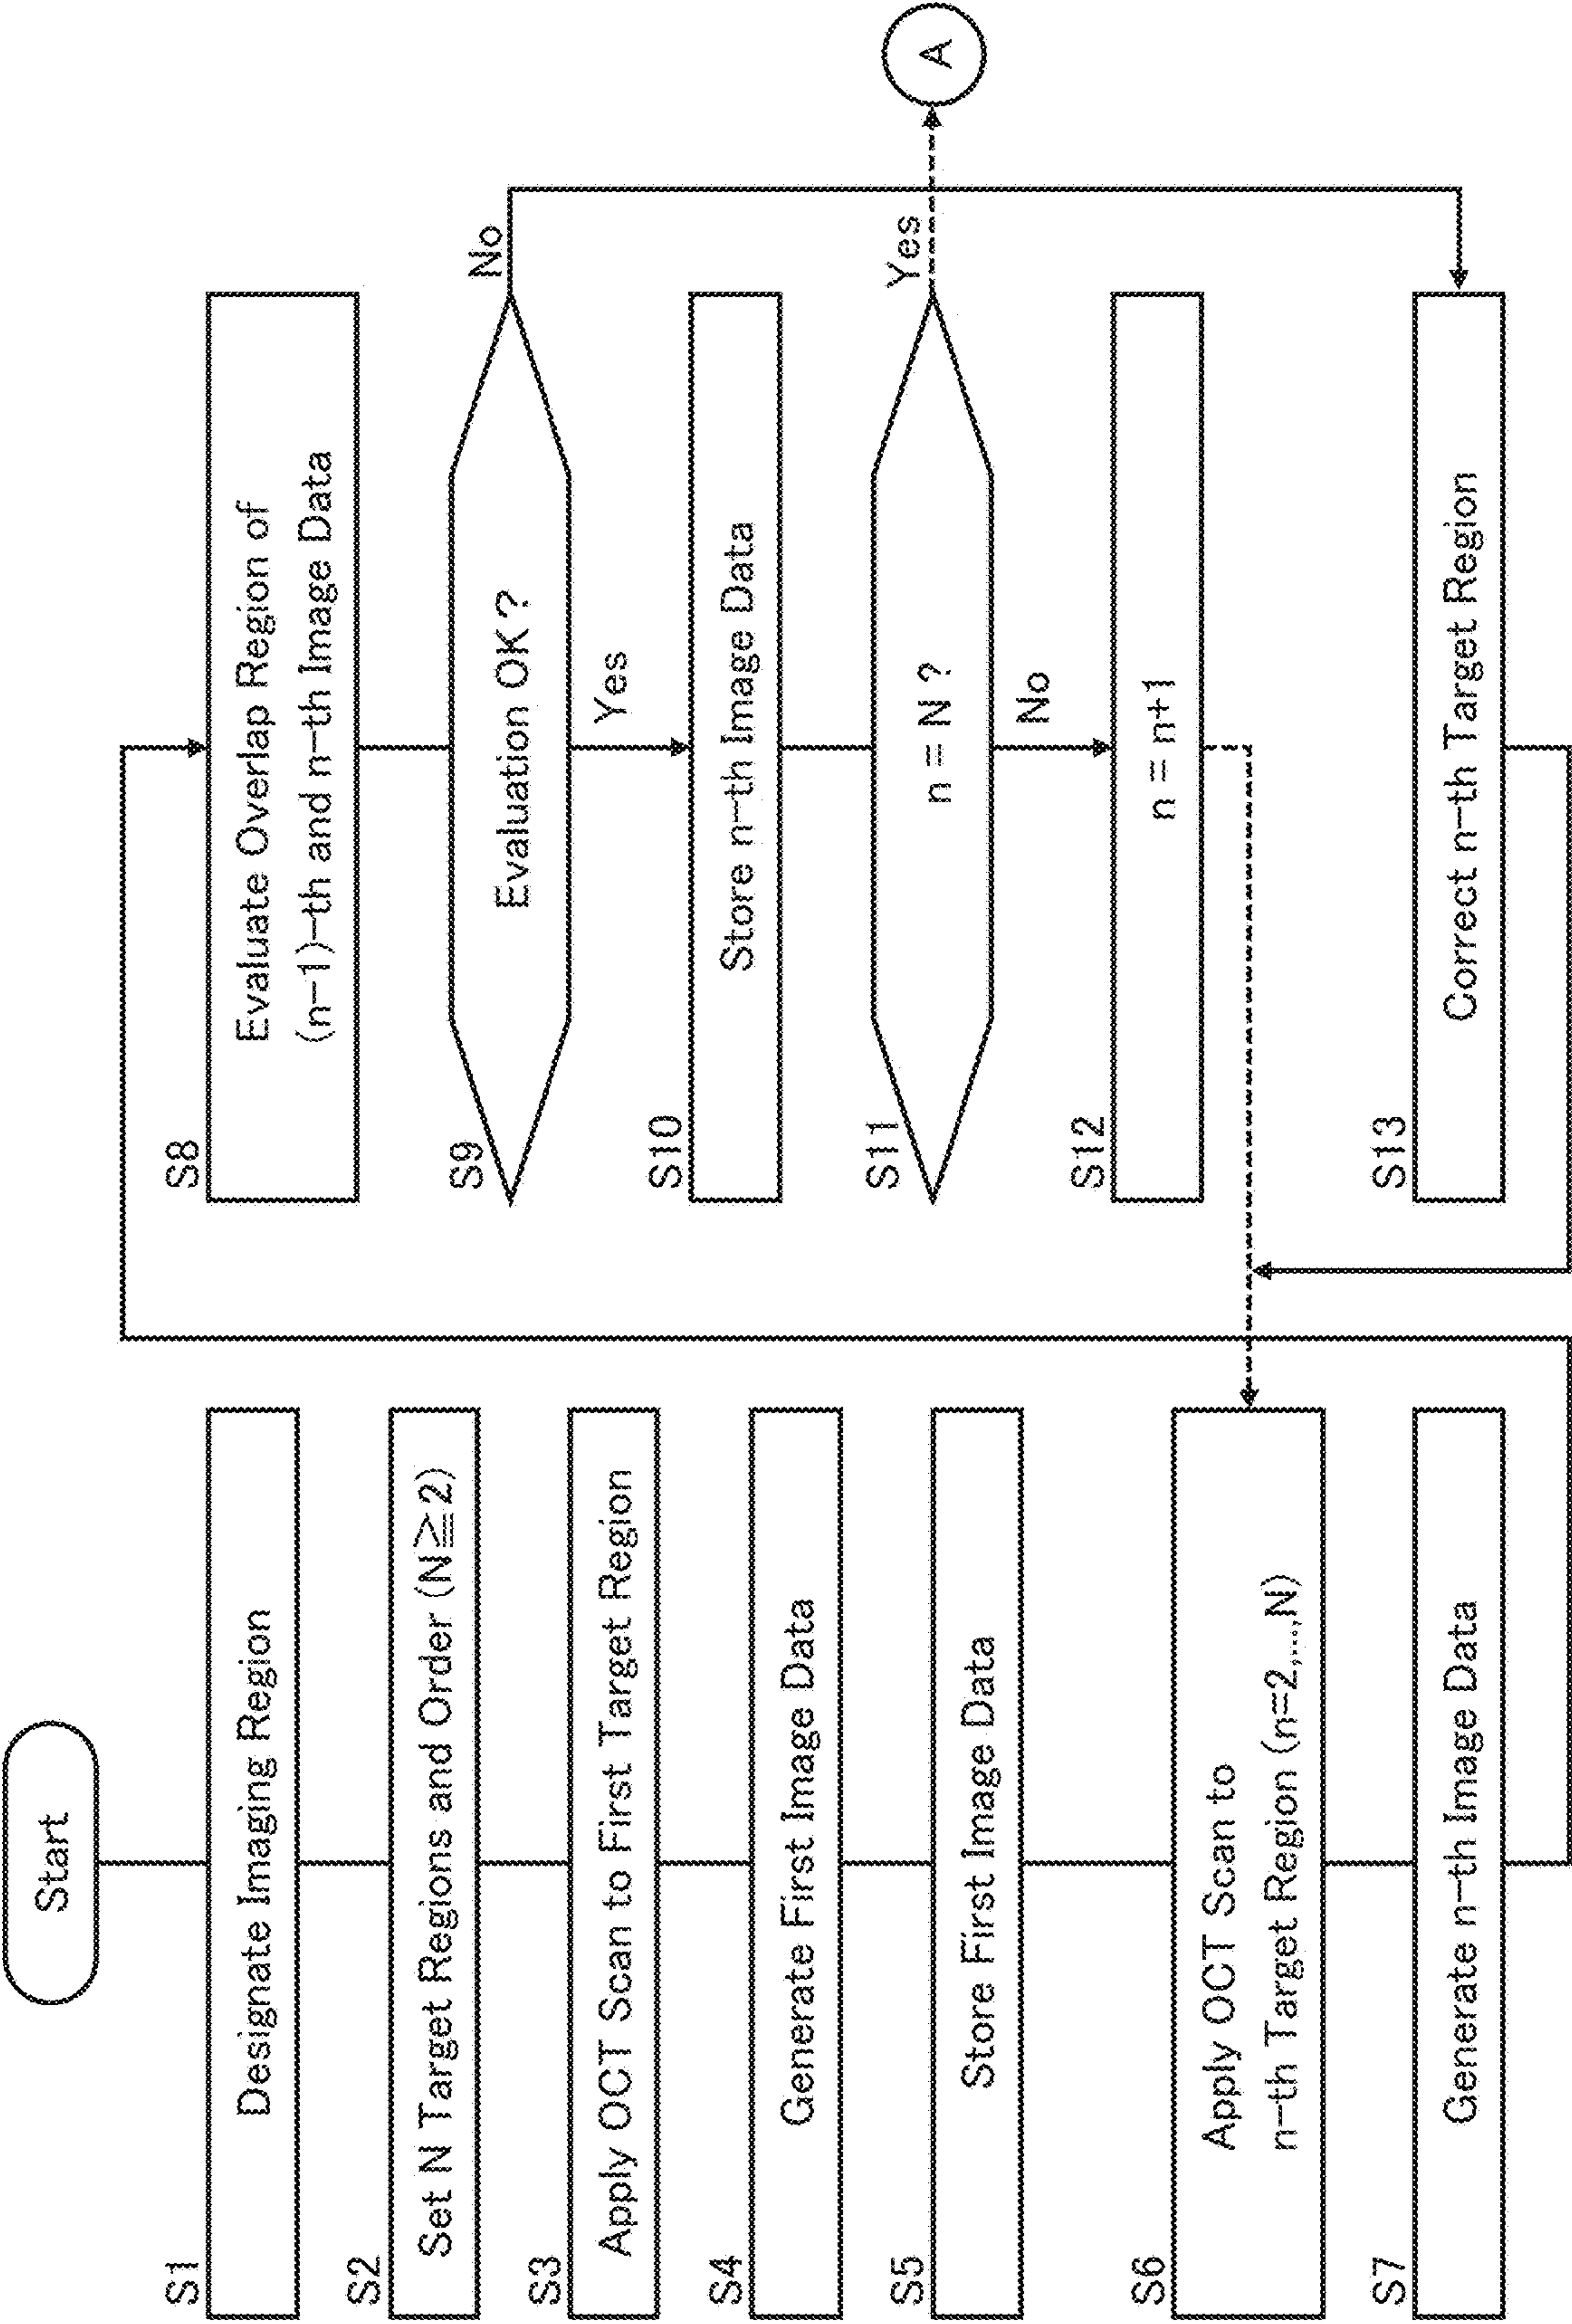 Start
S1
Designate Imaging Region
S2
Set N Target Regions and Order (N≧2)
S3
Apply OCT Scan to First Target Region
S4
Generate First Image Data
S5
Store First Image Data
S6
Apply OCT Scan to
n-th Target Region (n=2,...,N)
S7
Generate n-th Image Data
S8
Evaluate Overlap Region of
(n-1)-th and n-th Image Data
S9
Evaluation OK?
No
Yes
S10
Store n-th Image Data
S11
n = N ?
Yes
A
No
S12
n = n+1
S13
Correct n-th Target Region